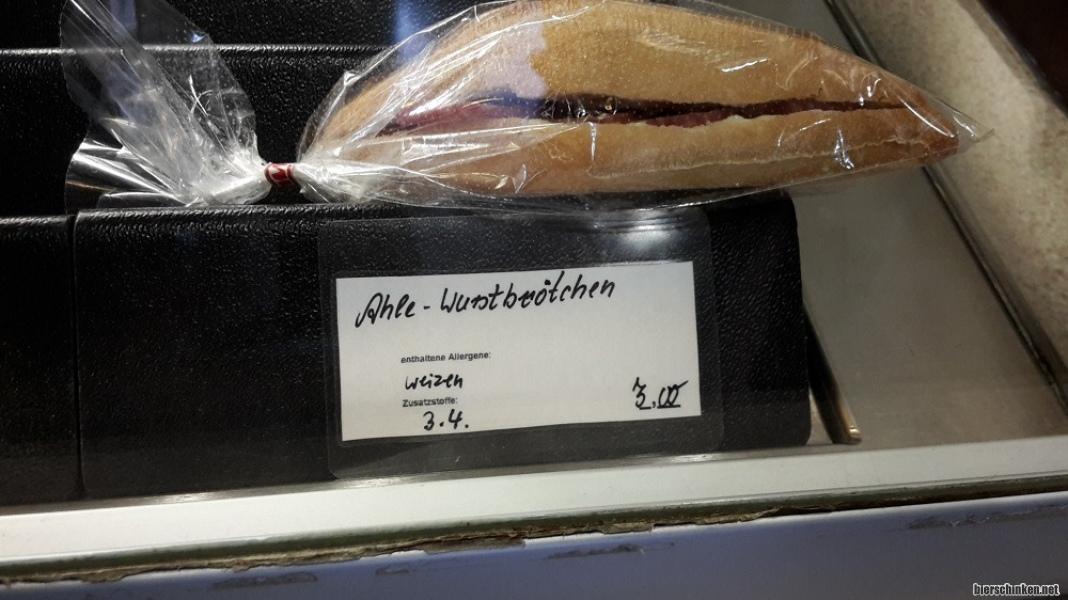 Ahle-Wurstbrötchen
enthaltene Allergene:
weizen
Zusatzstoffe:
3.4.
3,00
bierschinken.net